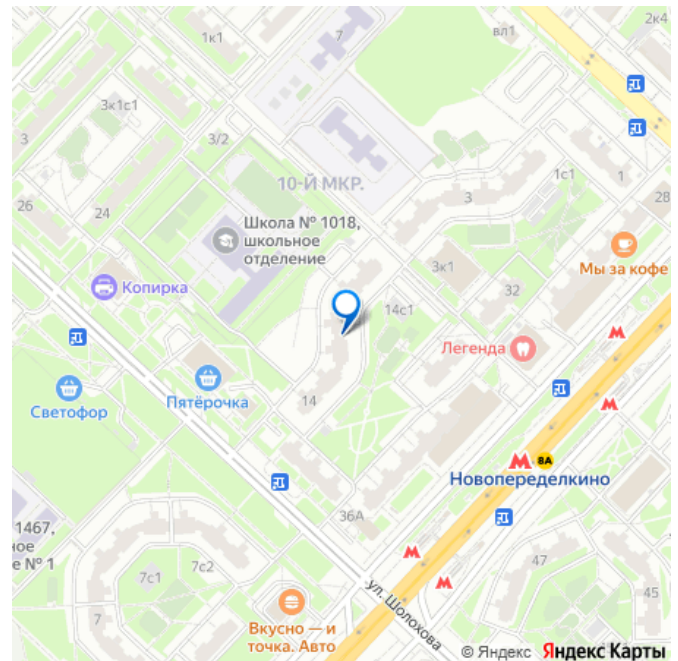 2к4
1к1
7
вл1
3к1с1
3
3/2
10-Й МКР.
1с1
1
3
26
24
28
Школа № 1018,
школьное
отделение
Мы за кофе
3к1
32
Копирка
14с1
Легенда
14
Пятёрочка
Светофор
8А
Новопеределкино
36А
1467,
ное
е № 1
7с1
7с2
7
47
45
ул. Шолохова
Вкусно — и
точка. Авто
© Яндекс Яндекс Карты